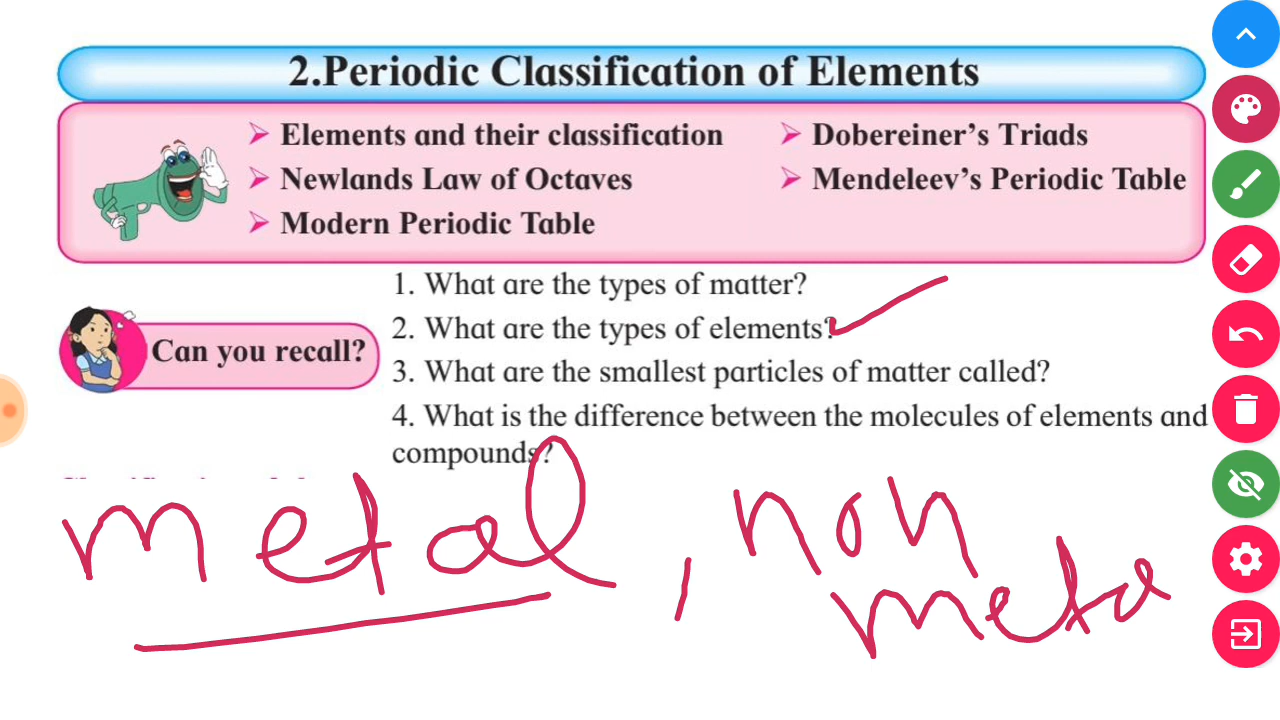 2.Periodic Classification of Elements
➢ Elements and their classification
➢ Dobereiner's Triads
➢ Newlands Law of Octaves
➢ Mendeleev's Periodic Table
➢ Modern Periodic Table
Can you recall?
1. What are the types of matter?
2. What are the types of elements?
3. What are the smallest particles of matter called?
4. What is the difference between the molecules of elements and
compounds?
metal, non
meta